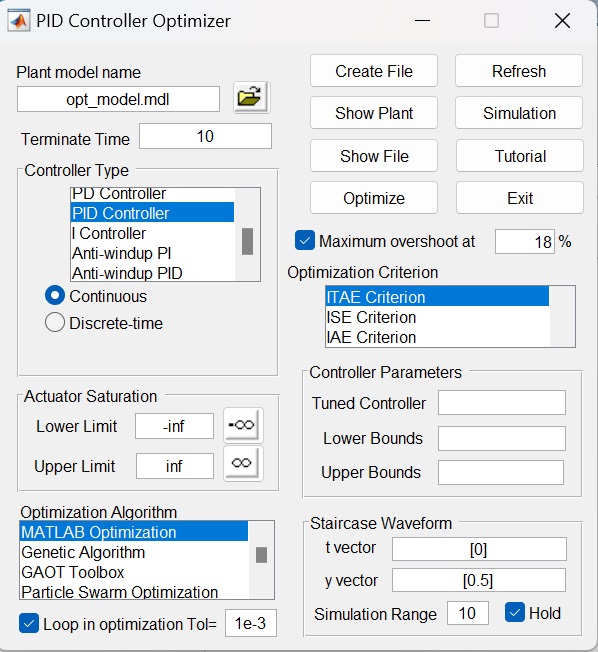 PID Controller Optimizer
Plant model name
opt_model.mdl
Terminate Time 10
Create File Refresh
Show Plant Simulation
Show File Tutorial
Optimize Exit
Controller Type
PD Controller
PID Controller
I Controller
Anti-windup PI
Anti-windup PID
Continuous
Discrete-time
Maximum overshoot at 18 %
Optimization Criterion
ITAE Criterion
ISE Criterion
IAE Criterion
Actuator Saturation
Lower Limit -inf -∞
Upper Limit inf ∞
Controller Parameters
Tuned Controller
Lower Bounds
Upper Bounds
Optimization Algorithm
MATLAB Optimization
Genetic Algorithm
GAOT Toolbox
Particle Swarm Optimization
Loop in optimization Tol= 1e-3
Staircase Waveform
t vector [0]
y vector [0.5]
Simulation Range 10 Hold